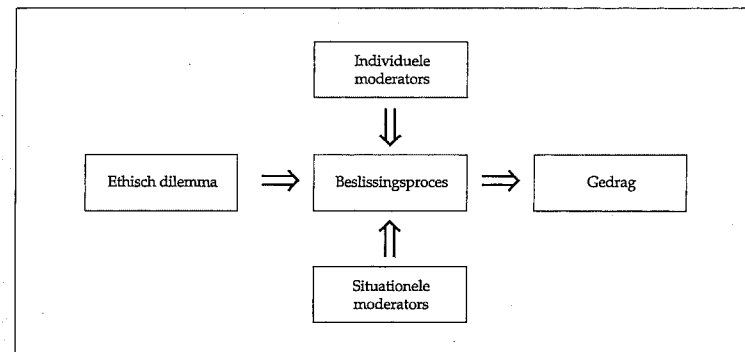 Individuele
moderators
Ethisch dilemma
Beslissingsproces
Gedrag
Situationele
moderators